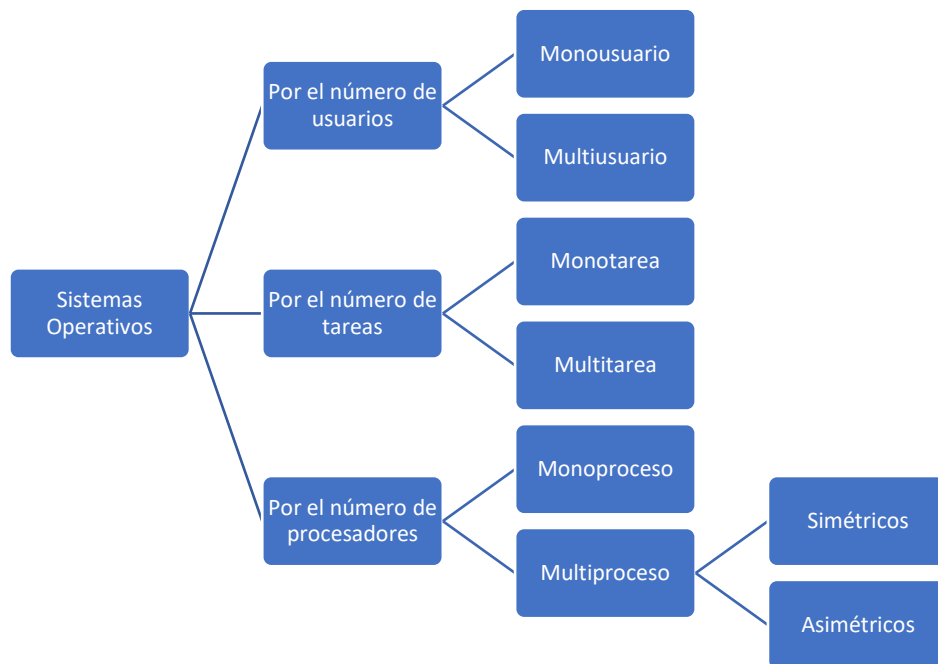 Sistemas
Operativos
Por el número de
usuarios
Monousuario
Multiusuario
Por el número de
tareas
Monotarea
Multitarea
Por el número de
procesadores
Monoproceso
Multiproceso
Simétricos
Asimétricos